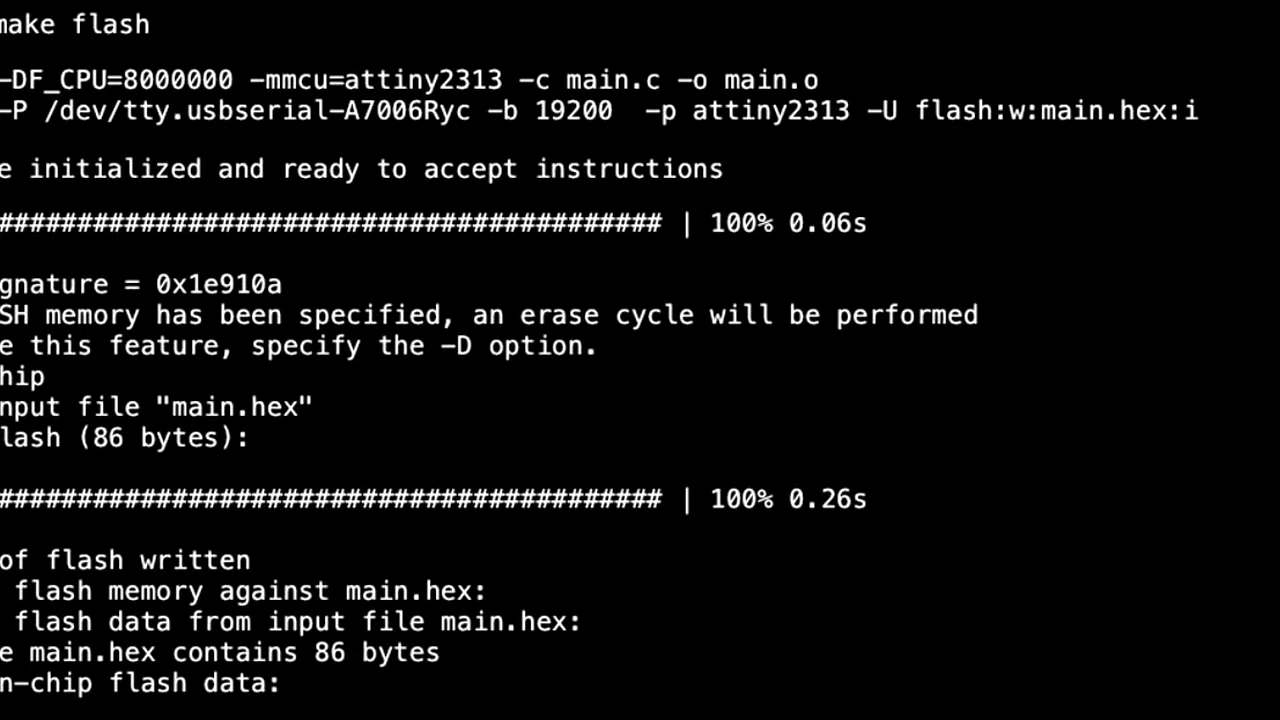 make flash
-DF_CPU=8000000 -mmcu=attiny2313 -c main.c -o main.o
-P /dev/tty.usbserial-A7006Ryc -b 19200  -p attiny2313 -U flash:w:main.hex:i
e initialized and ready to accept instructions
########################################## | 100% 0.06s
gnature = 0x1e910a
SH memory has been specified, an erase cycle will be performed
e this feature, specify the -D option.
hip
nput file "main.hex"
lash (86 bytes):
########################################## | 100% 0.26s
of flash written
flash memory against main.hex:
flash data from input file main.hex:
e main.hex contains 86 bytes
n-chip flash data: